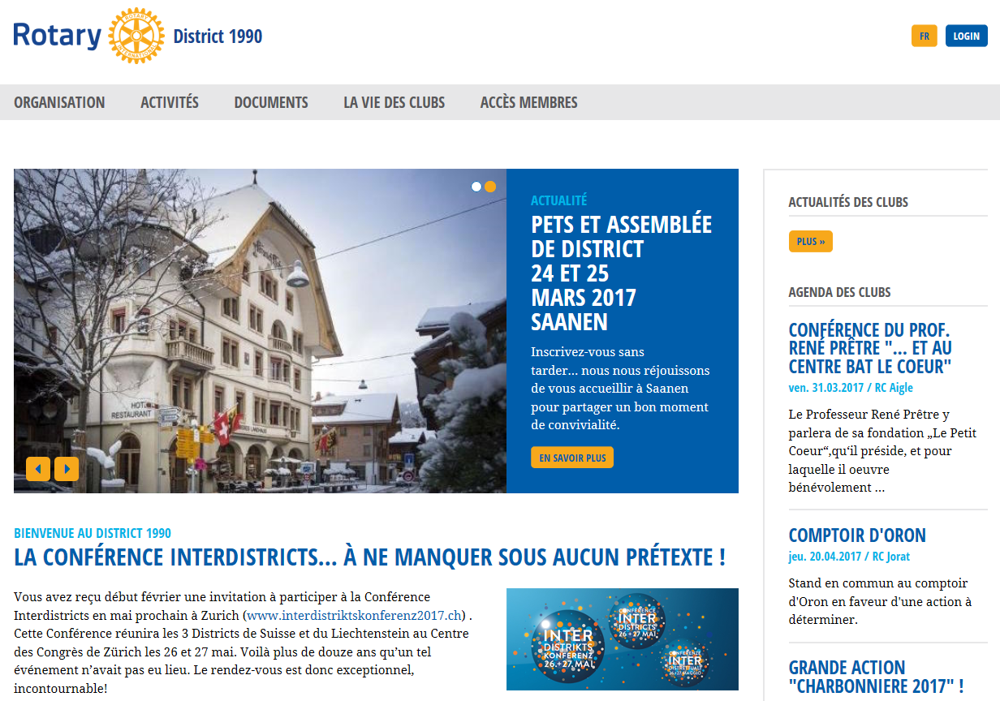 Rotary
ROTARY
INTERNATIONAL
District 1990
FR
LOGIN
ORGANISATION
ACTIVITÉS
DOCUMENTS
LA VIE DES CLUBS
ACCÈS MEMBRES
HOTEL
RESTAURANT
ACTUALITÉ
PETS ET ASSEMBLÉE
DE DISTRICT
24 ET 25
MARS 2017
SAANEN
Inscrivez-vous sans
tarder... nous nous réjouissons
de vous accueillir à Saanen
pour partager un bon moment
de convivialité.
EN SAVOIR PLUS
BIENVENUE AU DISTRICT 1990
LA CONFÉRENCE INTERDISTRICTS... À NE MANQUER SOUS AUCUN PRÉTEXTE !
Vous avez reçu début février une invitation à participer à la Conférence
Interdistricts en mai prochain à Zurich (www.interdistriktskonferenz2017.ch) .
Cette Conférence réunira les 3 Districts de Suisse et du Liechtenstein au Centre
des Congrès de Zürich les 26 et 27 mai. Voilà plus de douze ans qu’un tel
événement n’avait pas eu lieu. Le rendez-vous est donc exceptionnel,
incontournable!
INTER
DISTRIKTS
KONFERENZ
26.+27 MAI
CONFÉRENCE
INTER
DISTRICTS
26+27 MAI
CONFERENZE
INTER
DISTRETTUALI
26+27 MAGGIO
ACTUALITÉS DES CLUBS
PLUS »
AGENDA DES CLUBS
CONFÉRENCE DU PROF.
RENÉ PRÊTRE "... ET AU
CENTRE BAT LE COEUR"
ven. 31.03.2017 / RC Aigle
Le Professeur René Prêtre y
parlera de sa fondation „Le Petit
Coeur“,qu‘il préside, et pour
laquelle il oeuvre
bénévolement ...
COMPTOIR D'ORON
jeu. 20.04.2017 / RC Jorat
Stand en commun au comptoir
d'Oron en faveur d'une action à
déterminer.
GRANDE ACTION
"CHARBONNIERE 2017" !